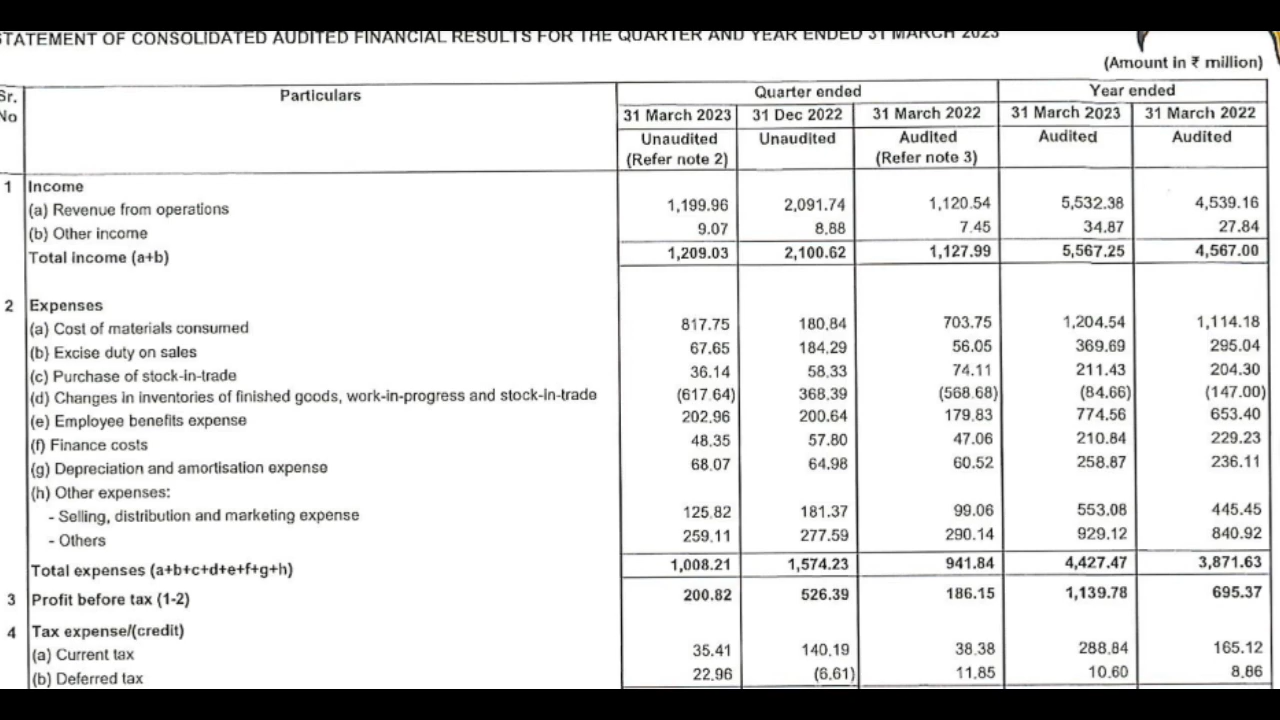 STATEMENT OF CONSOLIDATED AUDITED FINANCIAL RESULTS FOR THE QUARTER AND YEAR ENDED 31 MARCH 2023
(Amount in ₹ million)
Sr. No Particulars Quarter ended Year ended
31 March 2023 31 Dec 2022 31 March 2022 31 March 2023 31 March 2022
Unaudited Unaudited Audited Audited Audited
(Refer note 2) (Refer note 3)
1 Income
(a) Revenue from operations 1,199.96 2,091.74 1,120.54 5,532.38 4,539.16
(b) Other income 9.07 8.88 7.45 34.87 27.84
Total income (a+b) 1,209.03 2,100.62 1,127.99 5,567.25 4,567.00
2 Expenses
(a) Cost of materials consumed 817.75 180.84 703.75 1,204.54 1,114.18
(b) Excise duty on sales 67.65 184.29 56.05 369.69 295.04
(c) Purchase of stock-in-trade 36.14 58.33 74.11 211.43 204.30
(d) Changes in inventories of finished goods, work-in-progress and stock-in-trade (617.64) 368.39 (568.68) (84.66) (147.00)
(e) Employee benefits expense 202.96 200.64 179.83 774.56 653.40
(f) Finance costs 48.35 57.80 47.06 210.84 229.23
(g) Depreciation and amortisation expense 68.07 64.98 60.52 258.87 236.11
(h) Other expenses:
- Selling, distribution and marketing expense 125.82 181.37 99.06 553.08 445.45
- Others 259.11 277.59 290.14 929.12 840.92
Total expenses (a+b+c+d+e+f+g+h) 1,008.21 1,574.23 941.84 4,427.47 3,871.63
3 Profit before tax (1-2) 200.82 526.39 186.15 1,139.78 695.37
4 Tax expense/(credit)
(a) Current tax 35.41 140.19 38.38 288.84 165.12
(b) Deferred tax 22.96 (6.61) 11.85 10.60 8.86